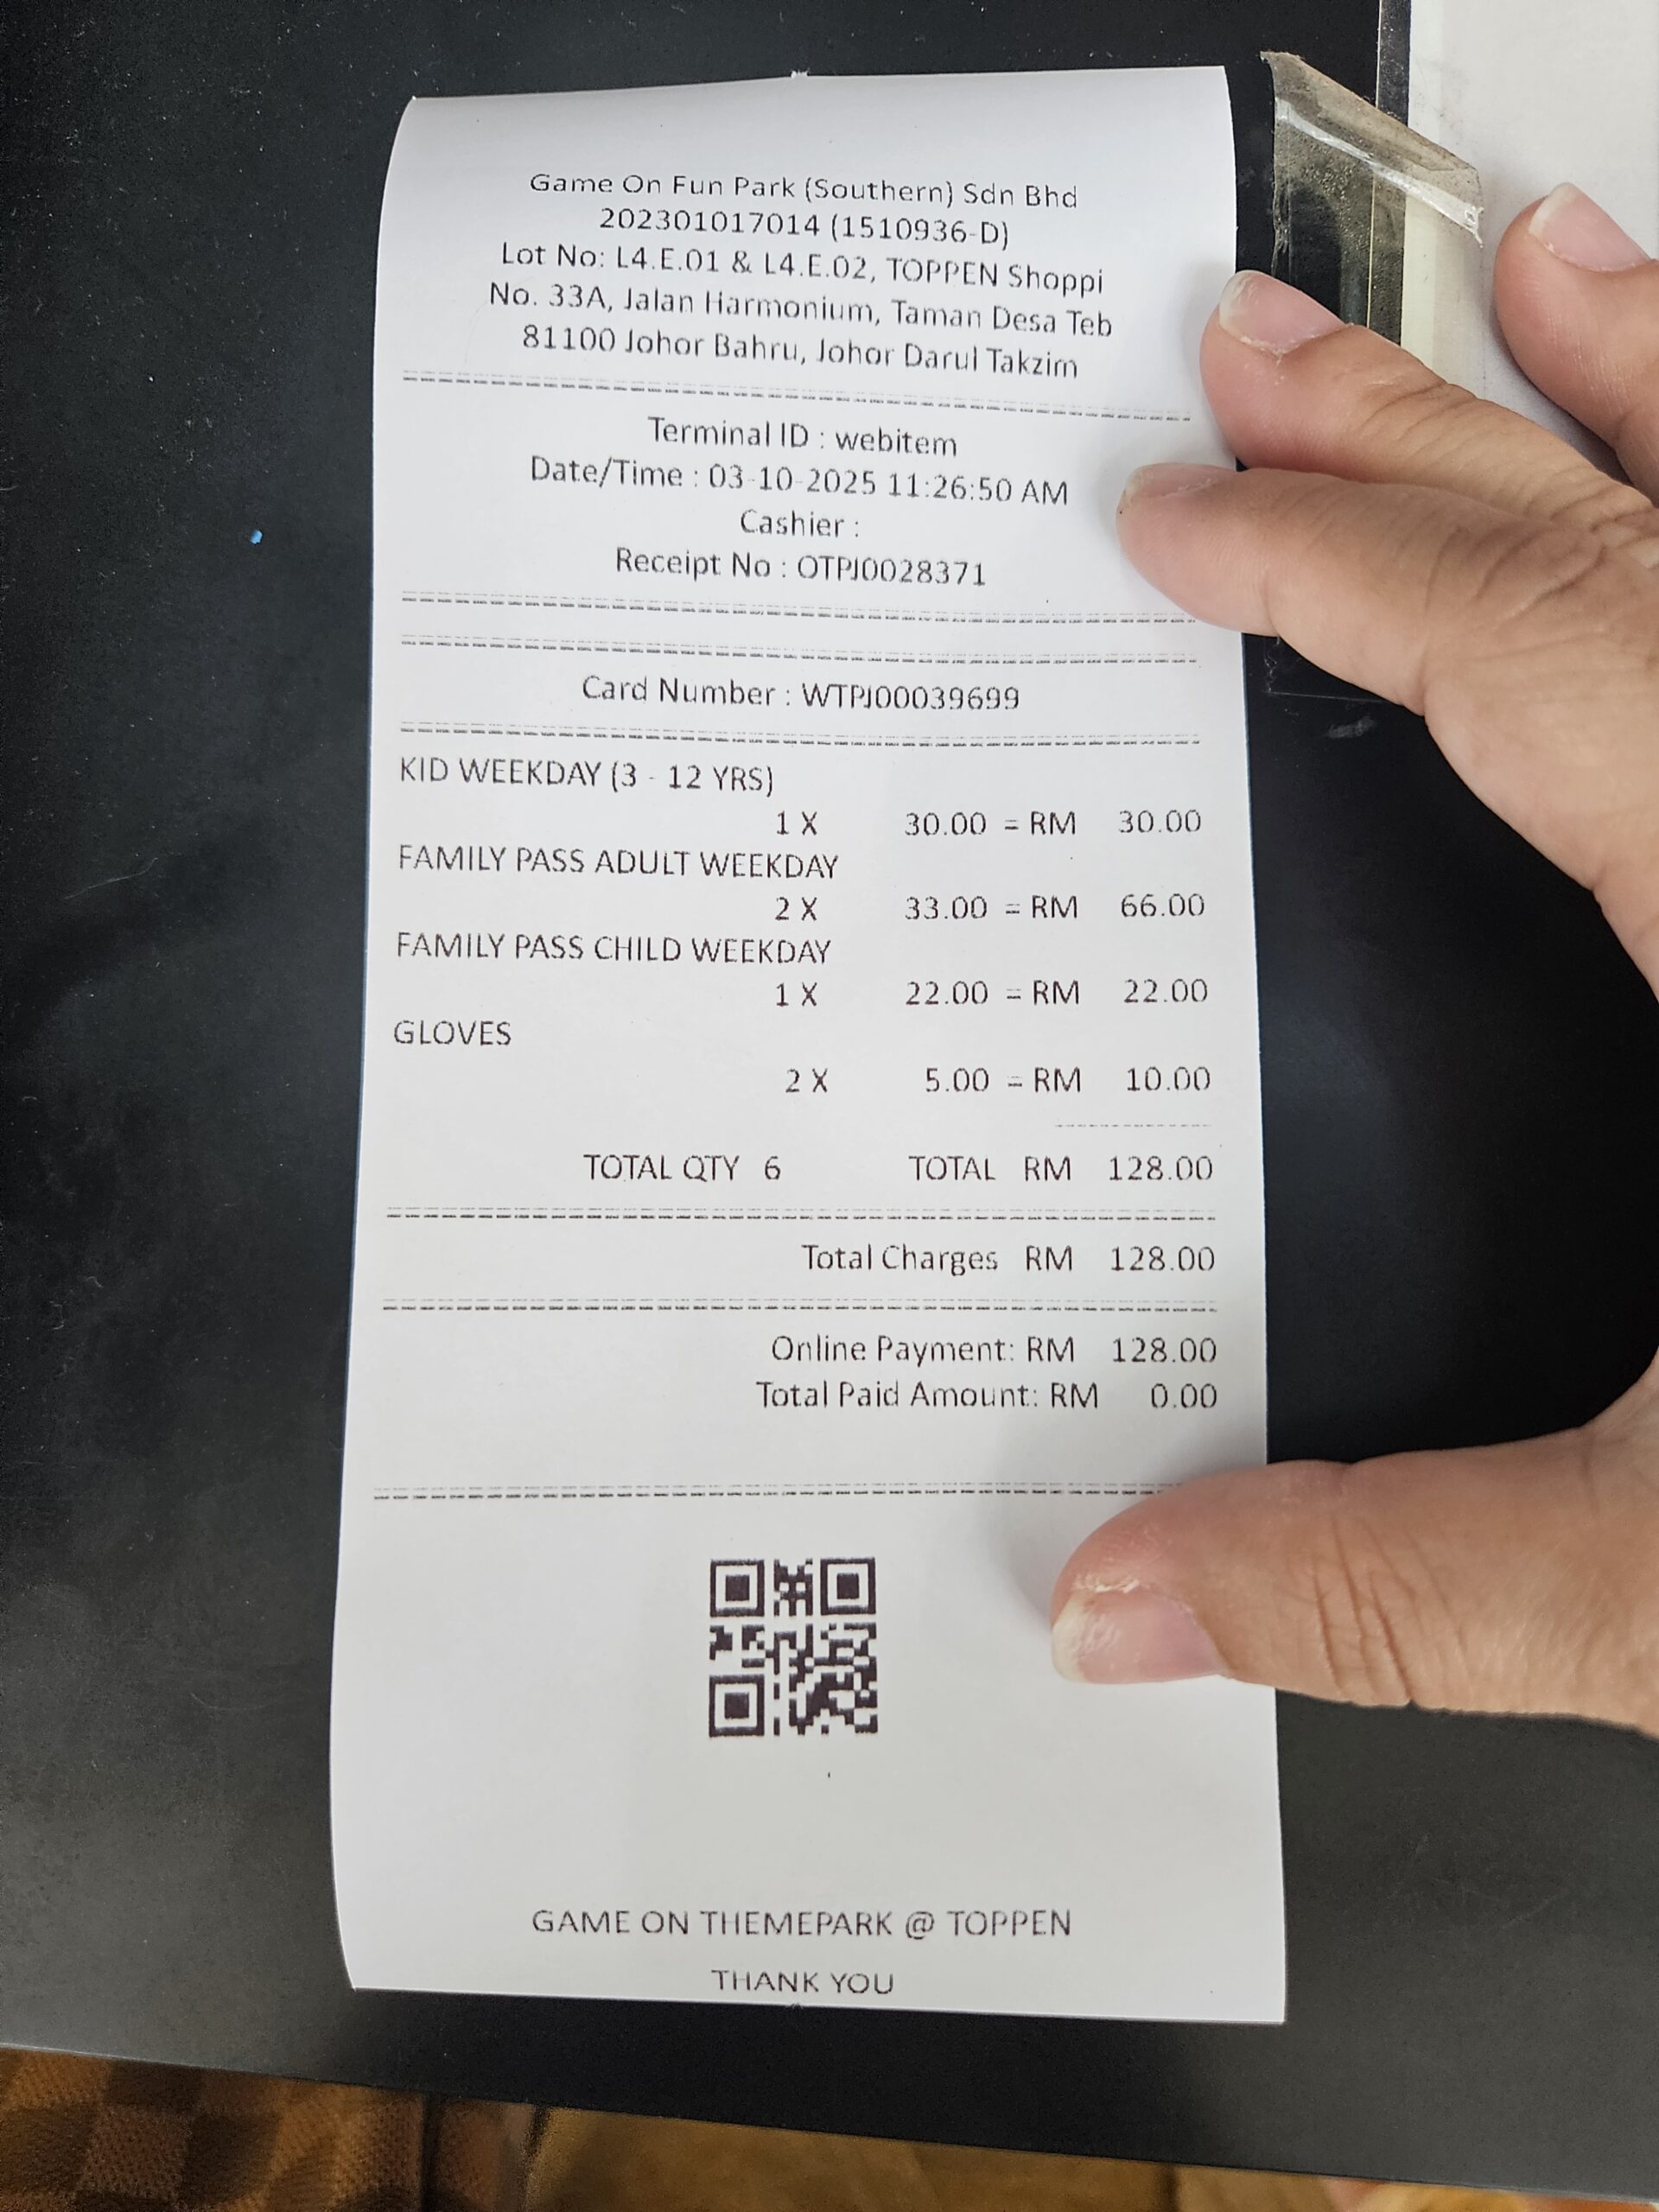 Game On Fun Park (Southern) Sdn Bhd
202301017014 (1510936-D)
Lot No: L4.E.01 & L4.E.02, TOPPEN Shoppi
No. 33A, Jalan Harmonium, Taman Desa Teb
81100 Johor Bahru, Johor Darul Takzim
Terminal ID : webitem
Date/Time : 03-10-2025 11:26:50 AM
Cashier :
Receipt No : OTPJ0028371
Card Number : WTPJ00039699
KID WEEKDAY (3 - 12 YRS)
1 X 30.00 = RM 30.00
FAMILY PASS ADULT WEEKDAY
2 X 33.00 = RM 66.00
FAMILY PASS CHILD WEEKDAY
1 X 22.00 = RM 22.00
GLOVES
2 X 5.00 = RM 10.00
TOTAL QTY 6 TOTAL RM 128.00
Total Charges RM 128.00
Online Payment: RM 128.00
Total Paid Amount: RM 0.00
GAME ON THEMEPARK @ TOPPEN
THANK YOU